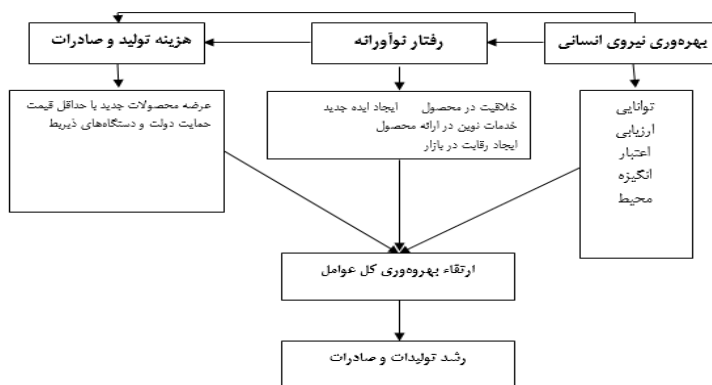 بهره‌وری نیروی انسانی
رفتار نوآورانه
هزینه تولید و صادرات
توانایی
ارزیابی
اعتبار
انگیزه
محیط
خلاقیت در محصول ایجاد ایده جدید
خدمات نوین در ارائه محصول
ایجاد رقابت در بازار
عرضه محصولات جدید با حداقل قیمت
حمایت دولت و دستگاه‌های ذیربط
ارتقاء بهروه‌وری کل عوامل
رشد تولیدات و صادرات